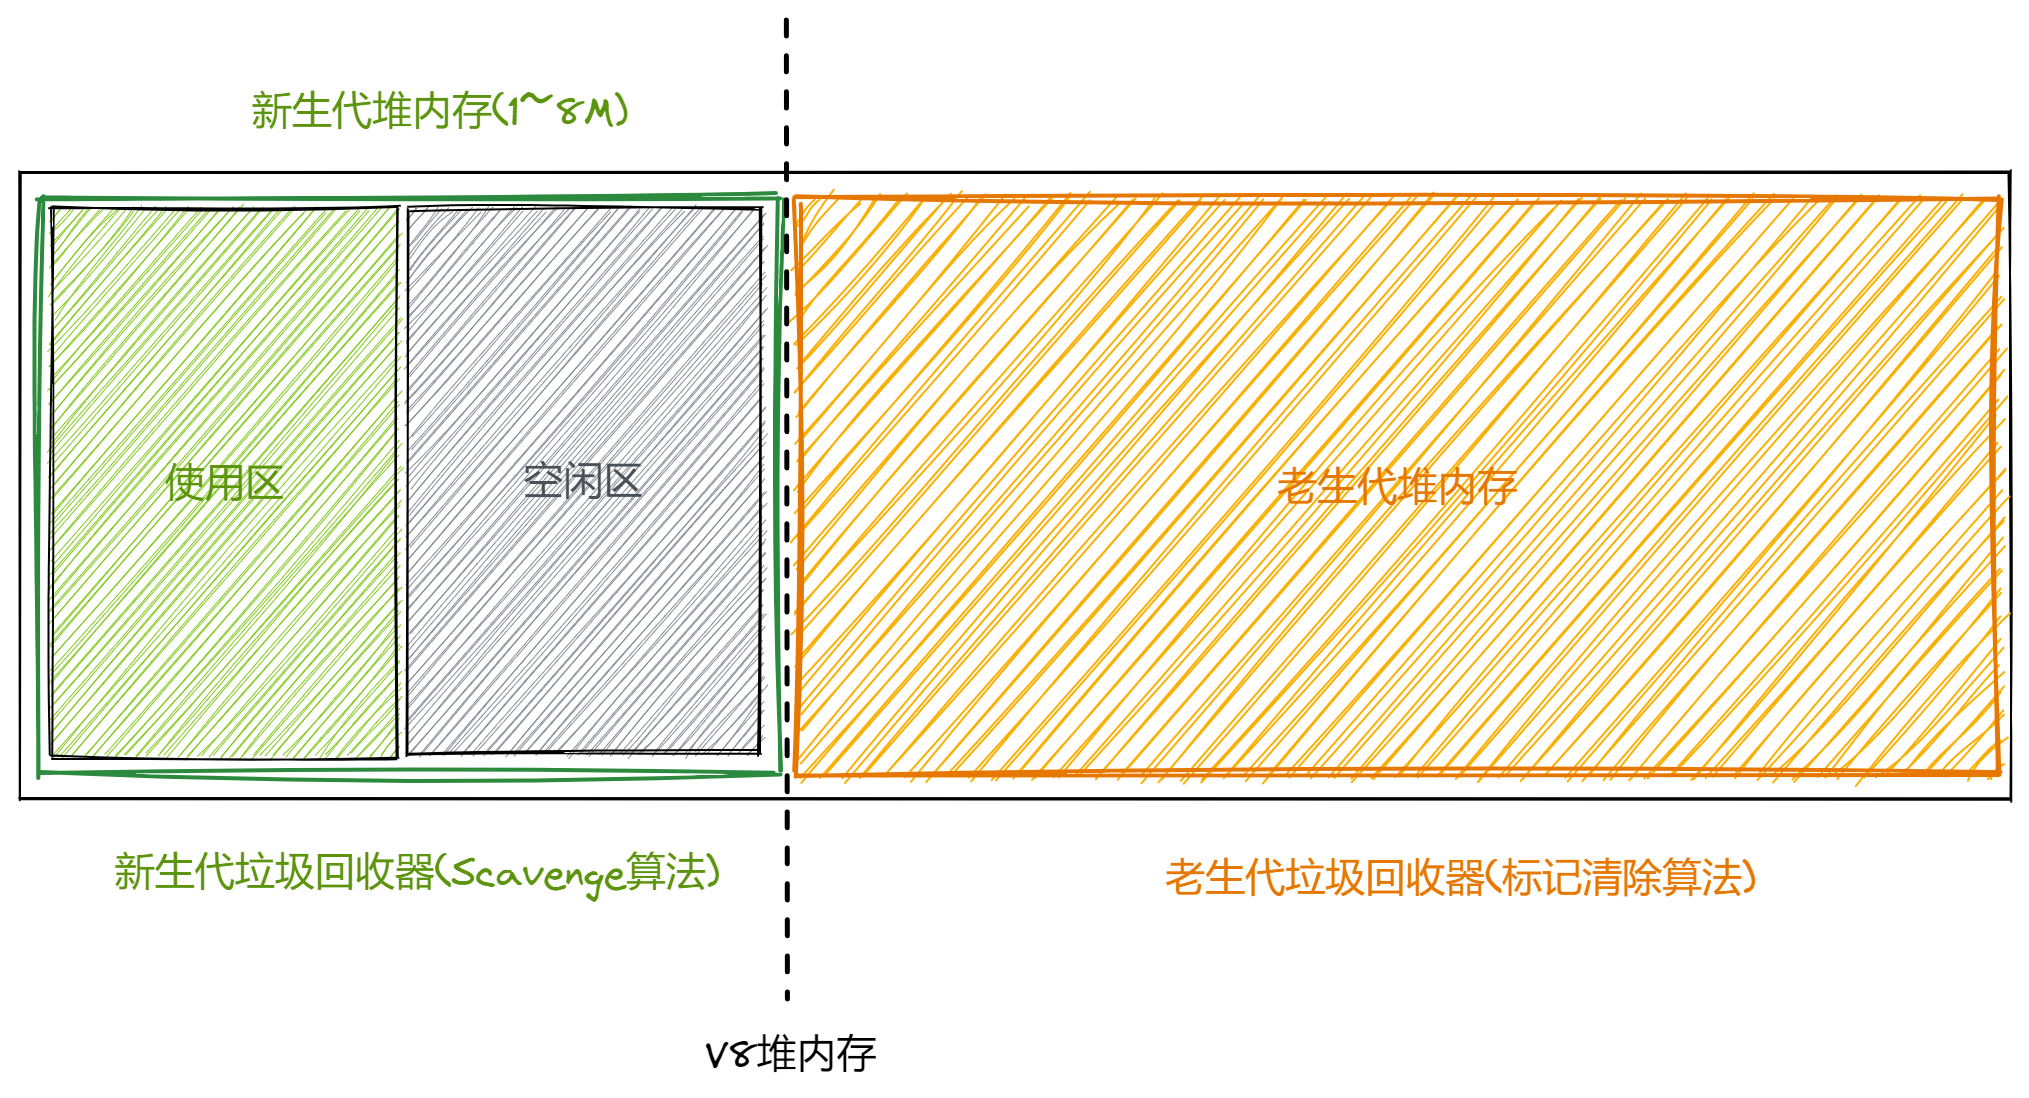 新生代堆内存(1~8M)
使用区
空闲区
老生代堆内存
新生代垃圾回收器(Scavenge算法)
老生代垃圾回收器(标记清除算法)
V8堆内存